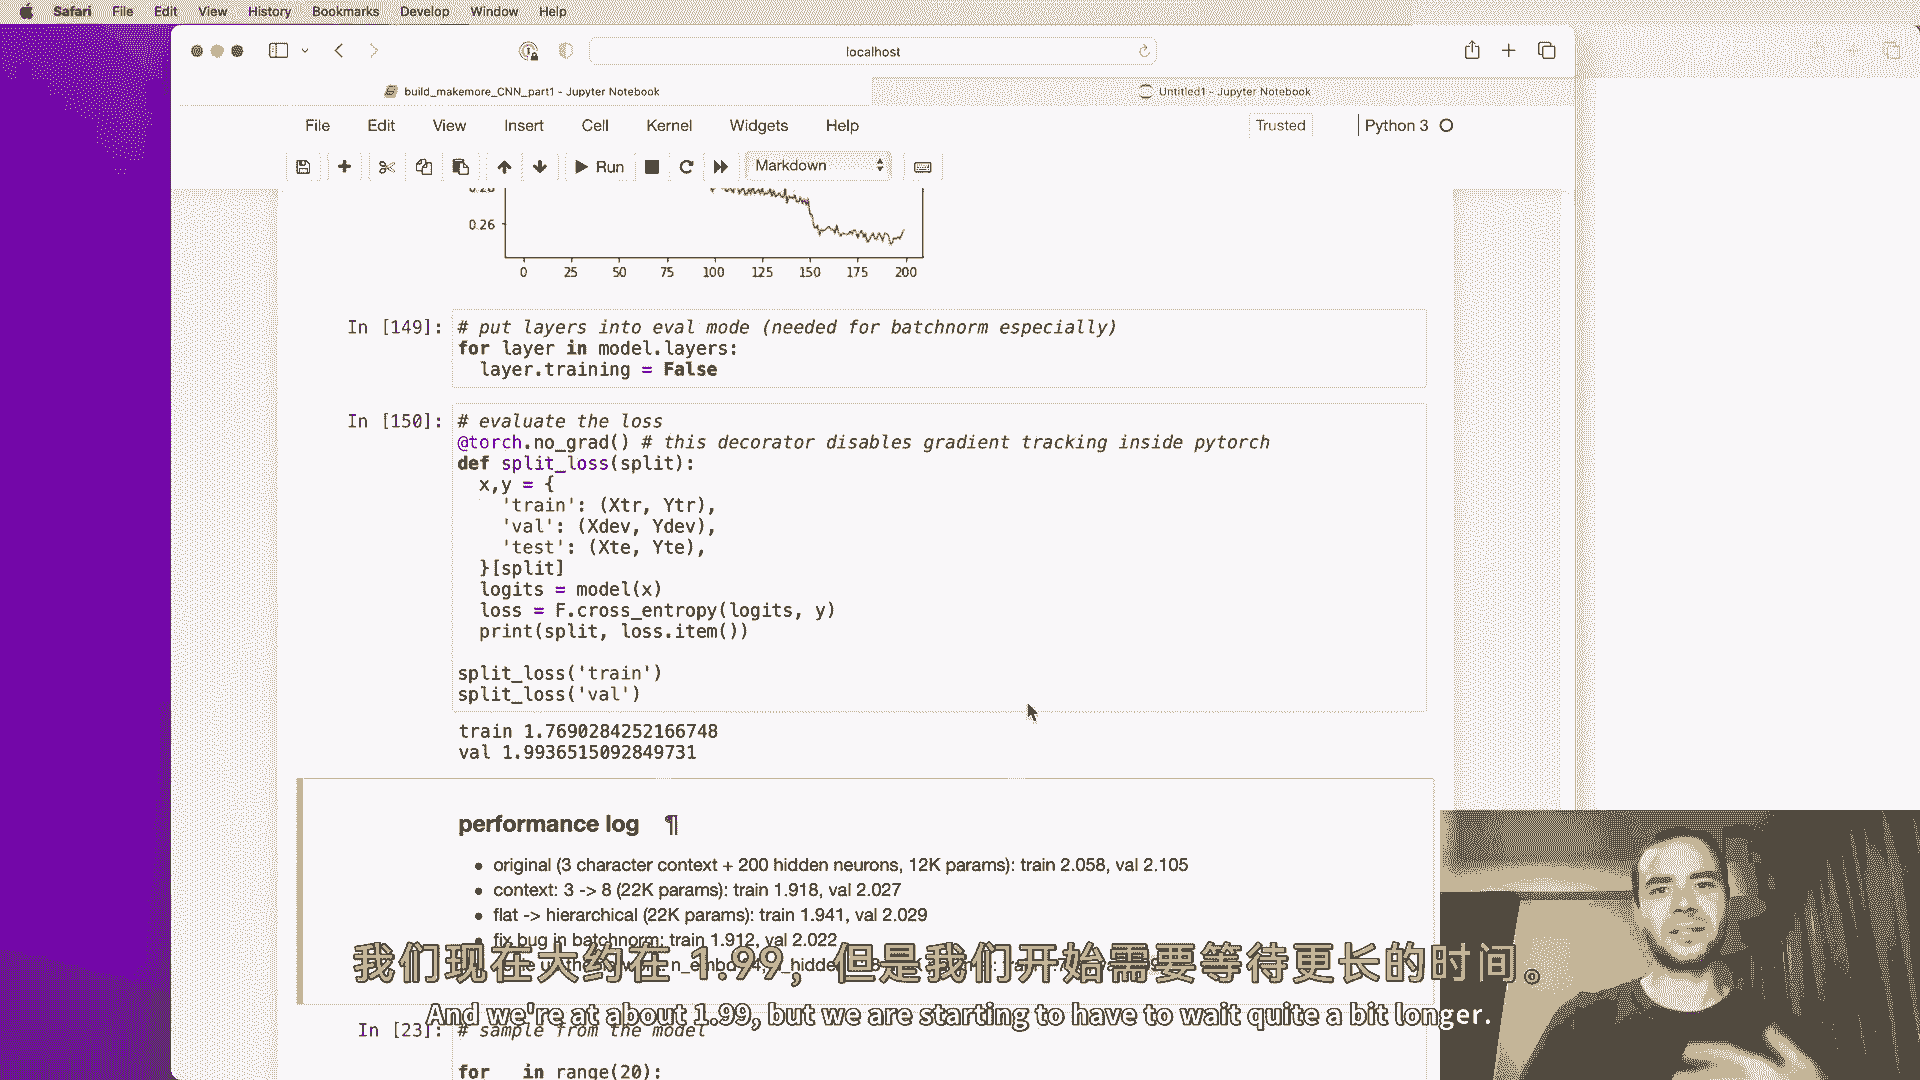 Safari File Edit View History Bookmarks Develop Window Help
localhost
build_makemore_CNN_part1 - Jupyter Notebook
Untitled1 - Jupyter Notebook
File Edit View Insert Cell Kernel Widgets Help
Trusted
Python 3
Run
Markdown
0.28
0.26
0 25 50 75 100 125 150 175 200
In [149]:
# put layers into eval mode (needed for batchnorm especially)
for layer in model.layers:
layer.training = False
In [150]:
# evaluate the loss
@torch.no_grad() # this decorator disables gradient tracking inside pytorch
def split_loss(split):
x,y = {
'train': (Xtr, Ytr),
'val': (Xdev, Ydev),
'test': (Xte, Yte),
}[split]
logits = model(x)
loss = F.cross_entropy(logits, y)
print(split, loss.item())
split_loss('train')
split_loss('val')
train 1.7690284252166748
val 1.9936515092849731
performance log ¶
original (3 character context + 200 hidden neurons, 12K params): train 2.058, val 2.105
context: 3 -> 8 (22K params): train 1.918, val 2.027
flat -> hierarchical (22K params): train 1.941, val 2.029
fix bug in batchnorm: train 1.912, val 2.022
我们现在大约在 1.99，但是我们开始需要等待更长的时间。
And we're at about 1.99, but we are starting to have to wait quite a bit longer.
In [23]:
# sample from the model
for _ in range(20):